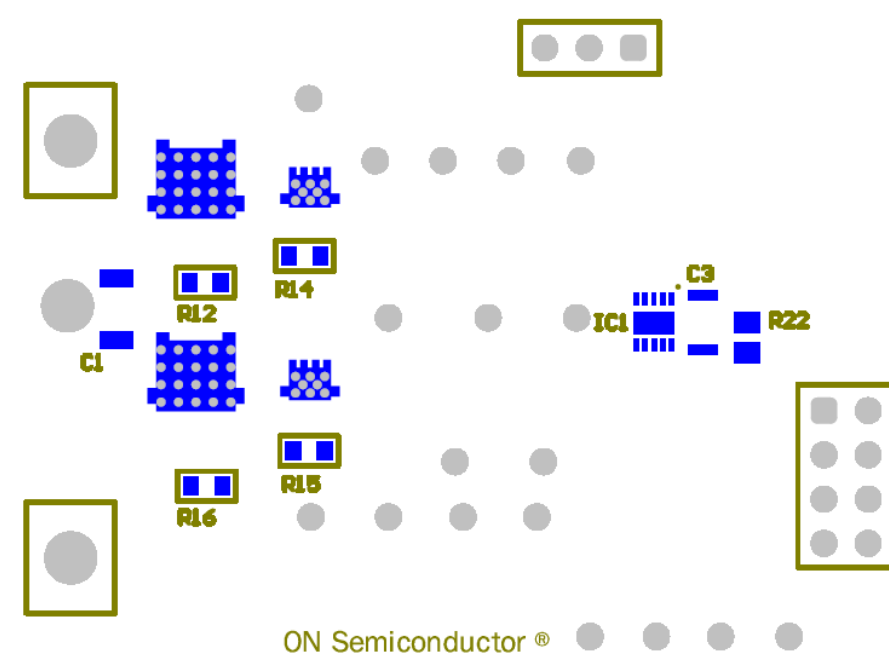 C3
R14
R12
IC1
R22
C1
R15
R16
ON Semiconductor ®